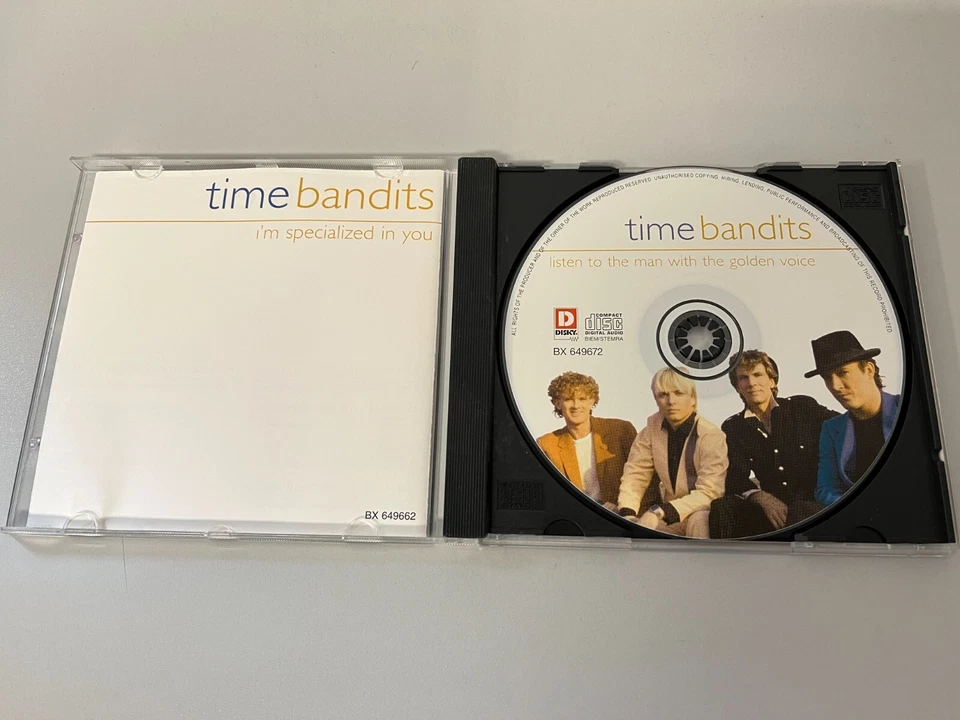 time bandits
i'm specialized in you
BX 649662
ALL RIGHTS OF THE PRODUCER AND OF THE OWNER OF THE WORK REPRODUCED RESERVED. UNAUTHORISED COPYING, HIRING, LENDING, PUBLIC PERFORMANCE AND BROADCASTING OF THIS RECORD PROHIBITED
time bandits
listen to the man with the golden voice
D
DISKY
COMPACT
disc
DIGITAL AUDIO
BIEM/STEMRA
BX 649672